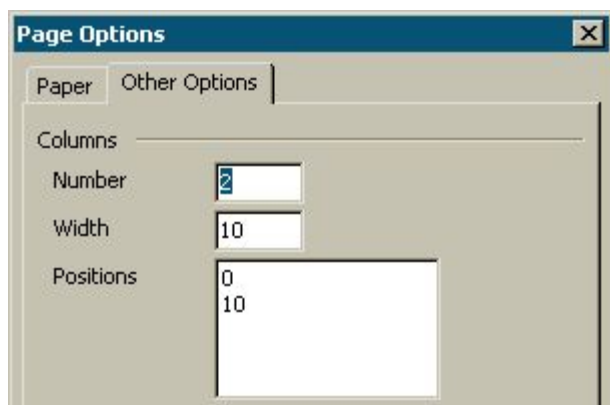 Page Options
Paper Other Options
Columns
Number 2
Width 10
Positions 0
10